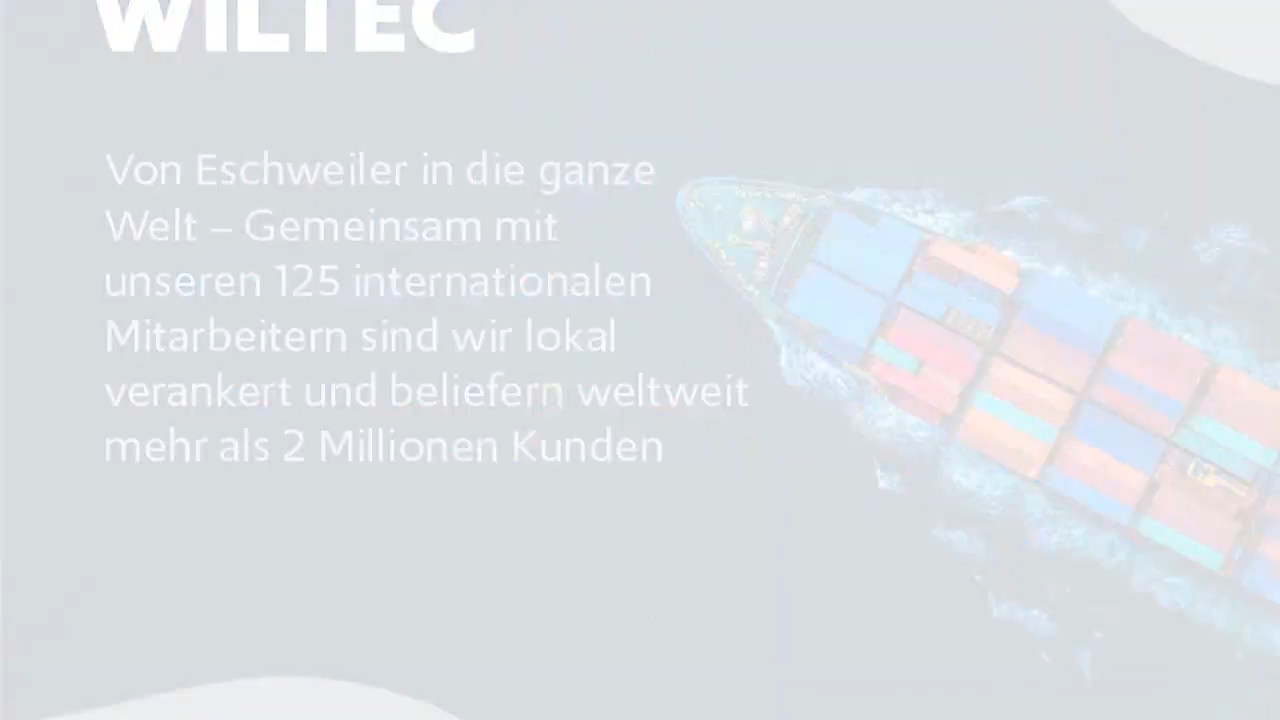 WILTEC
Von Eschweiler in die ganze
Welt – Gemeinsam mit
unseren 125 internationalen
Mitarbeitern sind wir lokal
verankert und beliefern weltweit
mehr als 2 Millionen Kunden